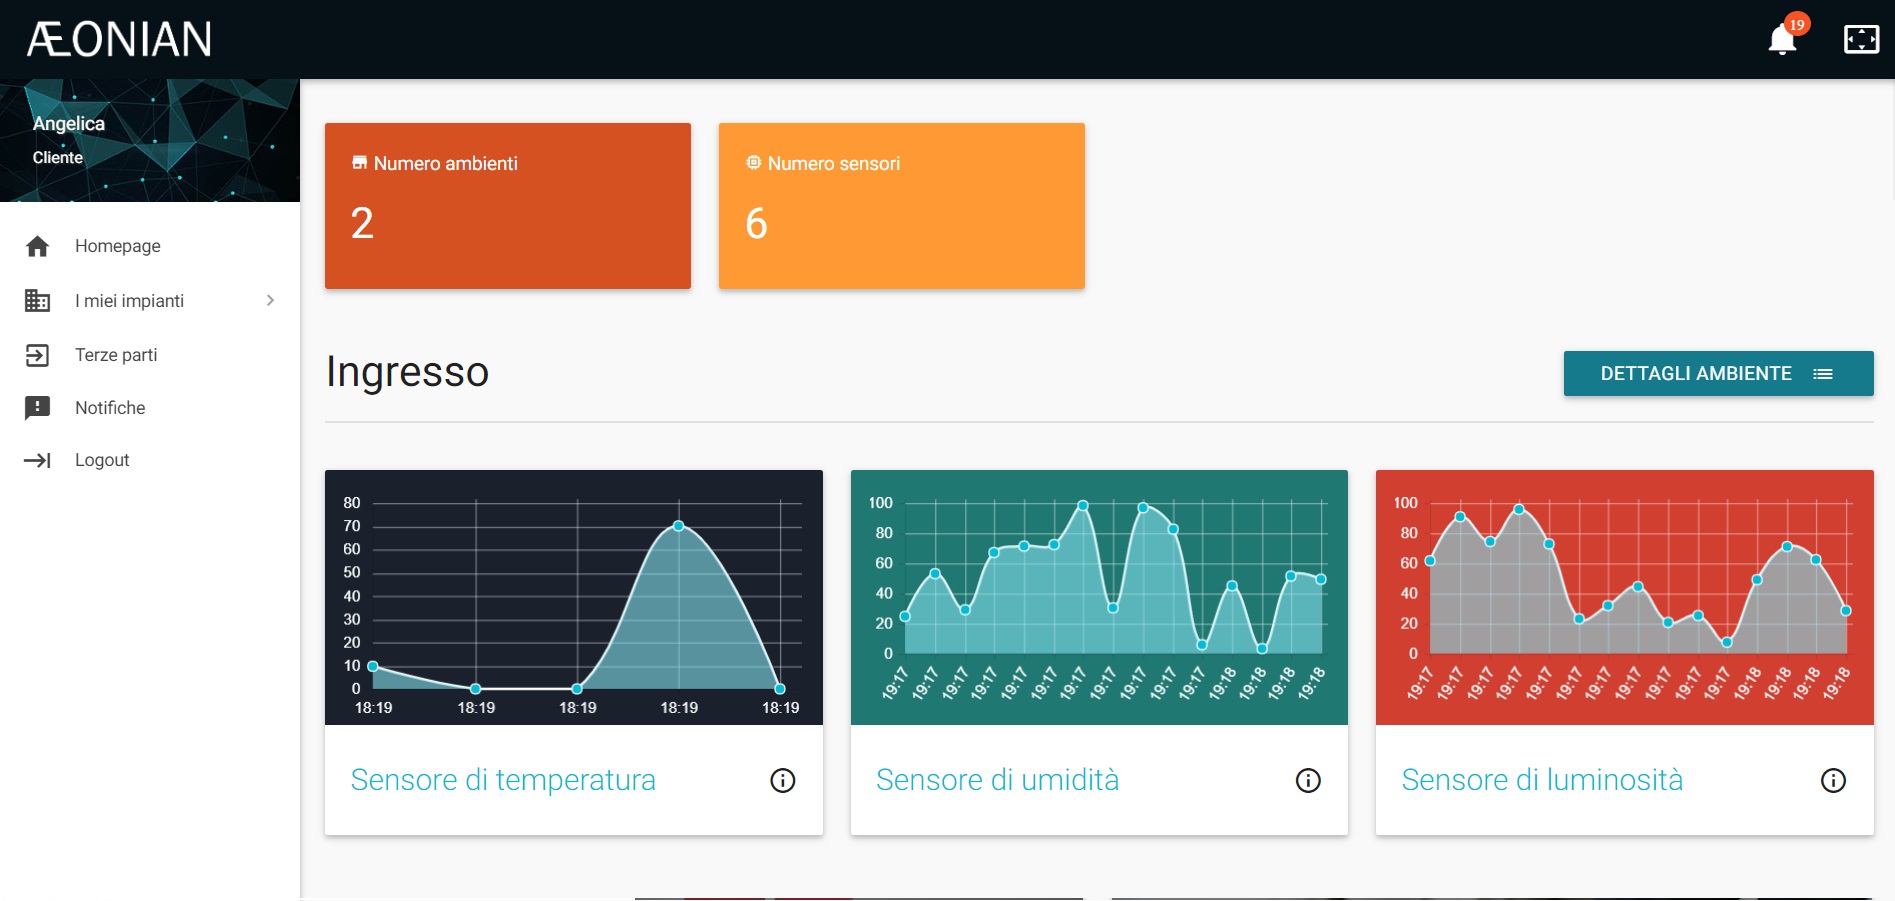 ÆONIAN
19
Angelica
Cliente
Homepage
I miei impianti
Terze parti
Notifiche
Logout
Numero ambienti
2
Numero sensori
6
Ingresso
DETTAGLI AMBIENTE
80
70
60
50
40
30
20
10
0
18:19 18:19 18:19 18:19 18:19
Sensore di temperatura
100
80
60
40
20
0
19:17 19:17 19:17 19:17 19:17 19:17 19:17 19:17 19:17 19:17 19:17 19:18 19:18 19:18 19:18
Sensore di umidità
100
80
60
40
20
0
19:17 19:17 19:17 19:17 19:17 19:17 19:17 19:17 19:17 19:17 19:17 19:18 19:18 19:18 19:18
Sensore di luminosità